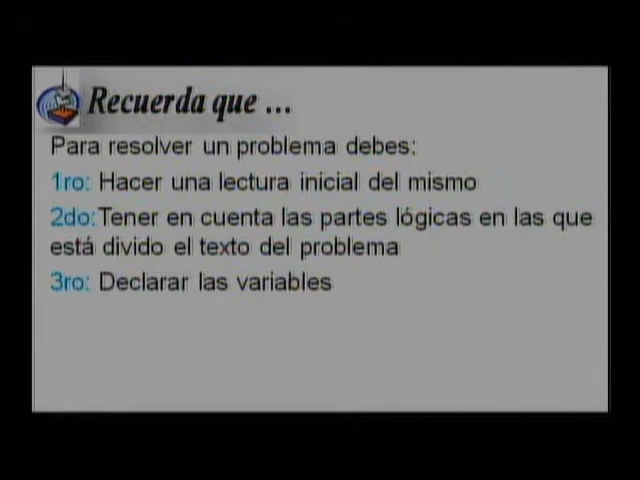 Recuerda que ...
Para resolver un problema debes:
1ro: Hacer una lectura inicial del mismo
2do:Tener en cuenta las partes lógicas en las que
está divido el texto del problema
3ro: Declarar las variables